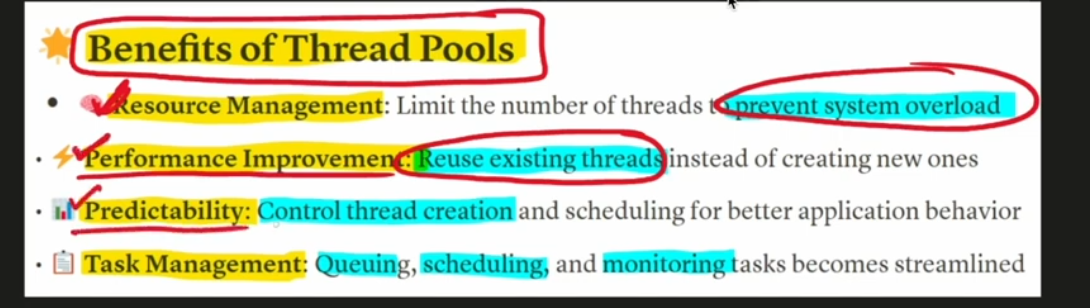 Benefits of Thread Pools
Resource Management: Limit the number of threads to prevent system overload
Performance Improvement: Reuse existing threads instead of creating new ones
Predictability: Control thread creation and scheduling for better application behavior
Task Management: Queuing, scheduling, and monitoring tasks becomes streamlined